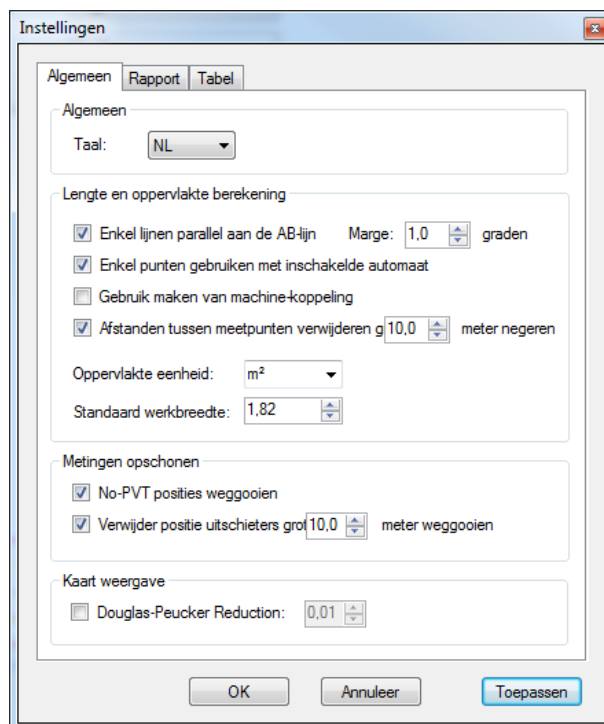 Instellingen
Algemeen Rapport Tabel
Algemeen
Taal: NL
Lengte en oppervlakte berekening
Enkel lijnen parallel aan de AB-lijn Marge: 1,0 graden
Enkel punten gebruiken met inschakelde automaat
Gebruik maken van machine-koppeling
Afstanden tussen meetpunten verwijderen g 10,0 meter negeren
Oppervlakte eenheid: m²
Standaard werkbreedte: 1,82
Metingen opschonen
No-PVT posities weggooien
Verwijder positie uitschieters grot 10,0 meter weggooien
Kaart weergave
Douglas-Peucker Reduction: 0,01
OK Annuleer Toepassen